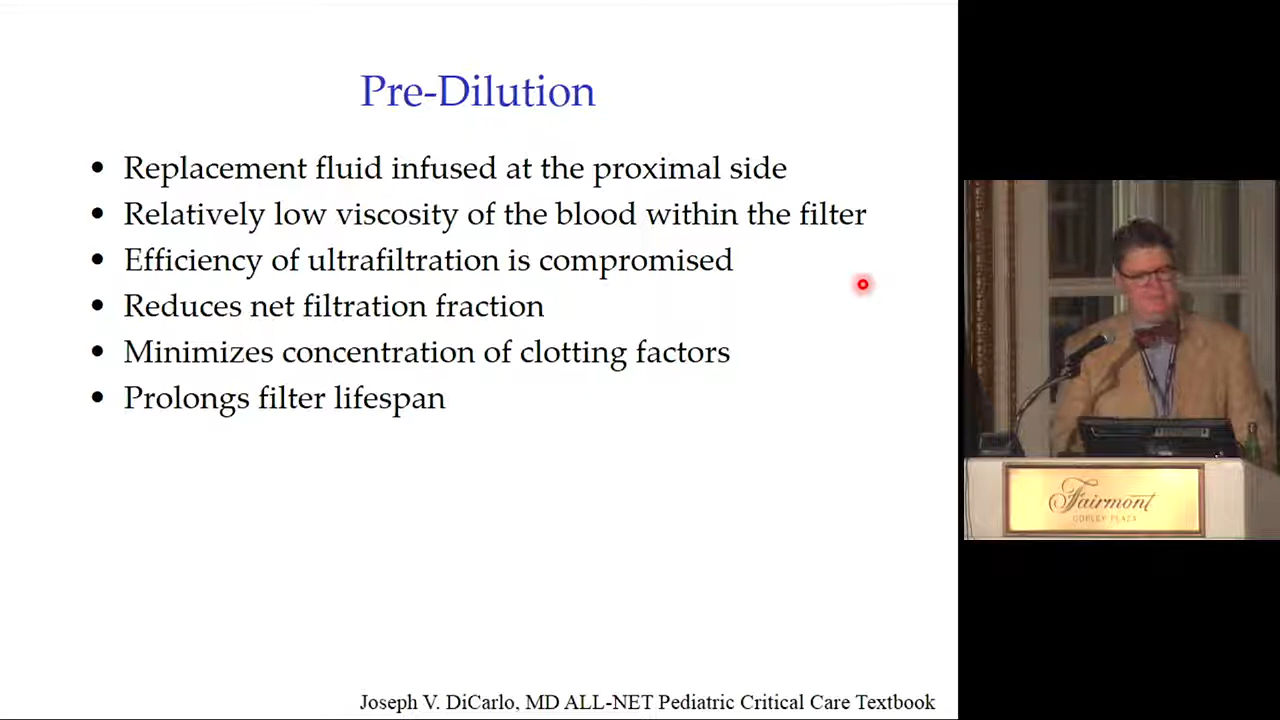 Pre-Dilution
• Replacement fluid infused at the proximal side
• Relatively low viscosity of the blood within the filter
• Efficiency of ultrafiltration is compromised
• Reduces net filtration fraction
• Minimizes concentration of clotting factors
• Prolongs filter lifespan
Joseph V. DiCarlo, MD ALL-NET Pediatric Critical Care Textbook
Fairmont
COPLEY PLAZA